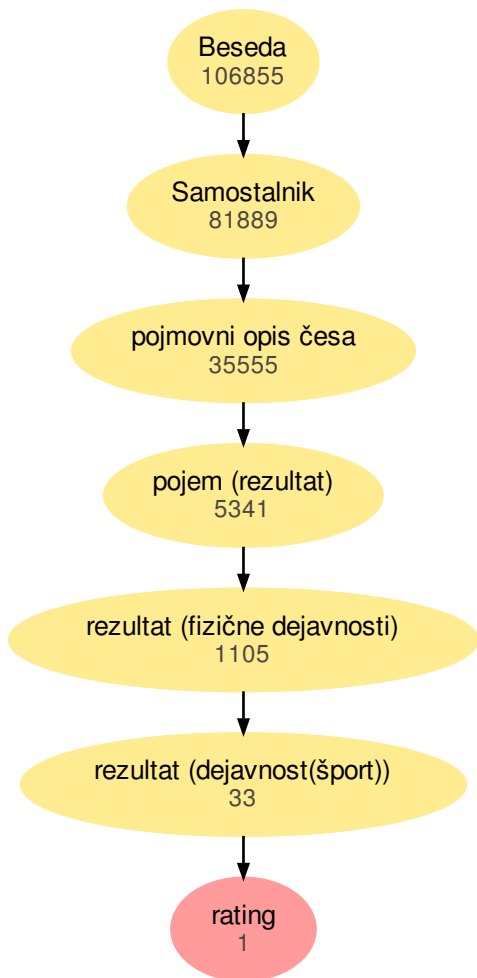 Beseda
106855
Samostalnik
81889
pojmovni opis česa
35555
pojem (rezultat)
5341
rezultat (fizične dejavnosti)
1105
rezultat (dejavnost(šport))
33
rating
1